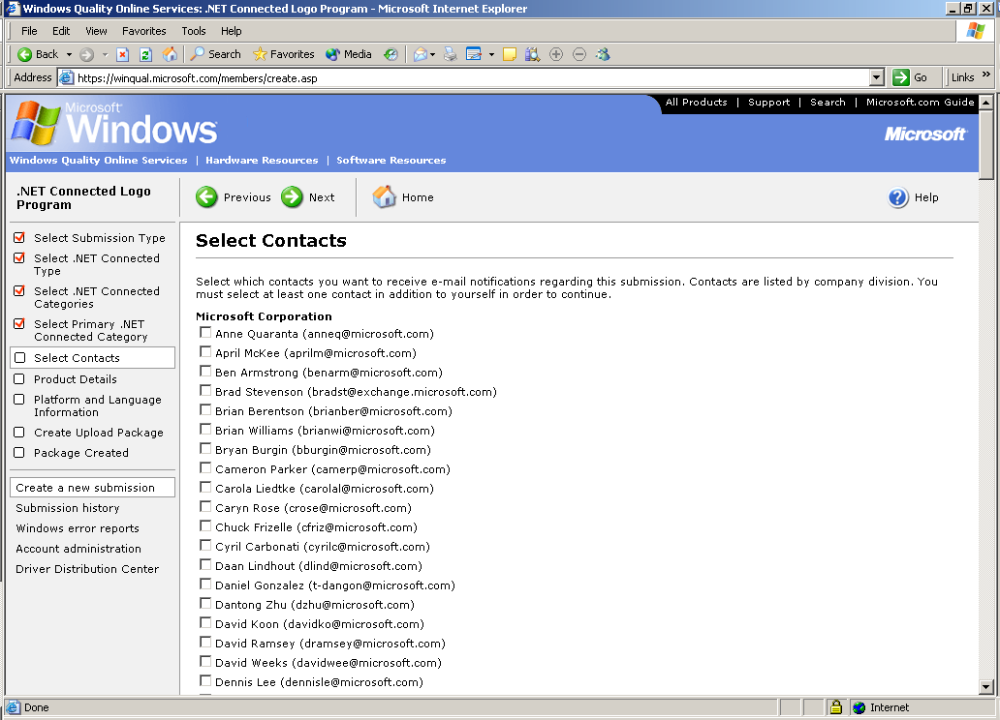 Windows Quality Online Services: .NET Connected Logo Program - Microsoft Internet Explorer
File Edit View Favorites Tools Help
Back Search Favorites Media
Address https://winqual.microsoft.com/members/create.asp Go Links »
All Products | Support | Search | Microsoft.com Guide
Microsoft
Windows
Microsoft
Windows Quality Online Services | Hardware Resources | Software Resources
.NET Connected Logo
Program
Previous Next Home Help
Select Submission Type
Select .NET Connected
Type
Select .NET Connected
Categories
Select Primary .NET
Connected Category
Select Contacts
Product Details
Platform and Language
Information
Create Upload Package
Package Created
Create a new submission
Submission history
Windows error reports
Account administration
Driver Distribution Center
Select Contacts
Select which contacts you want to receive e-mail notifications regarding this submission. Contacts are listed by company division. You
must select at least one contact in addition to yourself in order to continue.
Microsoft Corporation
Anne Quaranta (anneq@microsoft.com)
April McKee (aprilm@microsoft.com)
Ben Armstrong (benarm@microsoft.com)
Brad Stevenson (bradst@exchange.microsoft.com)
Brian Berentson (brianber@microsoft.com)
Brian Williams (brianwi@microsoft.com)
Bryan Burgin (bburgin@microsoft.com)
Cameron Parker (camerp@microsoft.com)
Carola Liedtke (carolal@microsoft.com)
Caryn Rose (crose@microsoft.com)
Chuck Frizelle (cfriz@microsoft.com)
Cyril Carbonati (cyrilc@microsoft.com)
Daan Lindhout (dlind@microsoft.com)
Daniel Gonzalez (t-dangon@microsoft.com)
Dantong Zhu (dzhu@microsoft.com)
David Koon (davidko@microsoft.com)
David Ramsey (dramsey@microsoft.com)
David Weeks (davidwee@microsoft.com)
Dennis Lee (dennisle@microsoft.com)
Done Internet